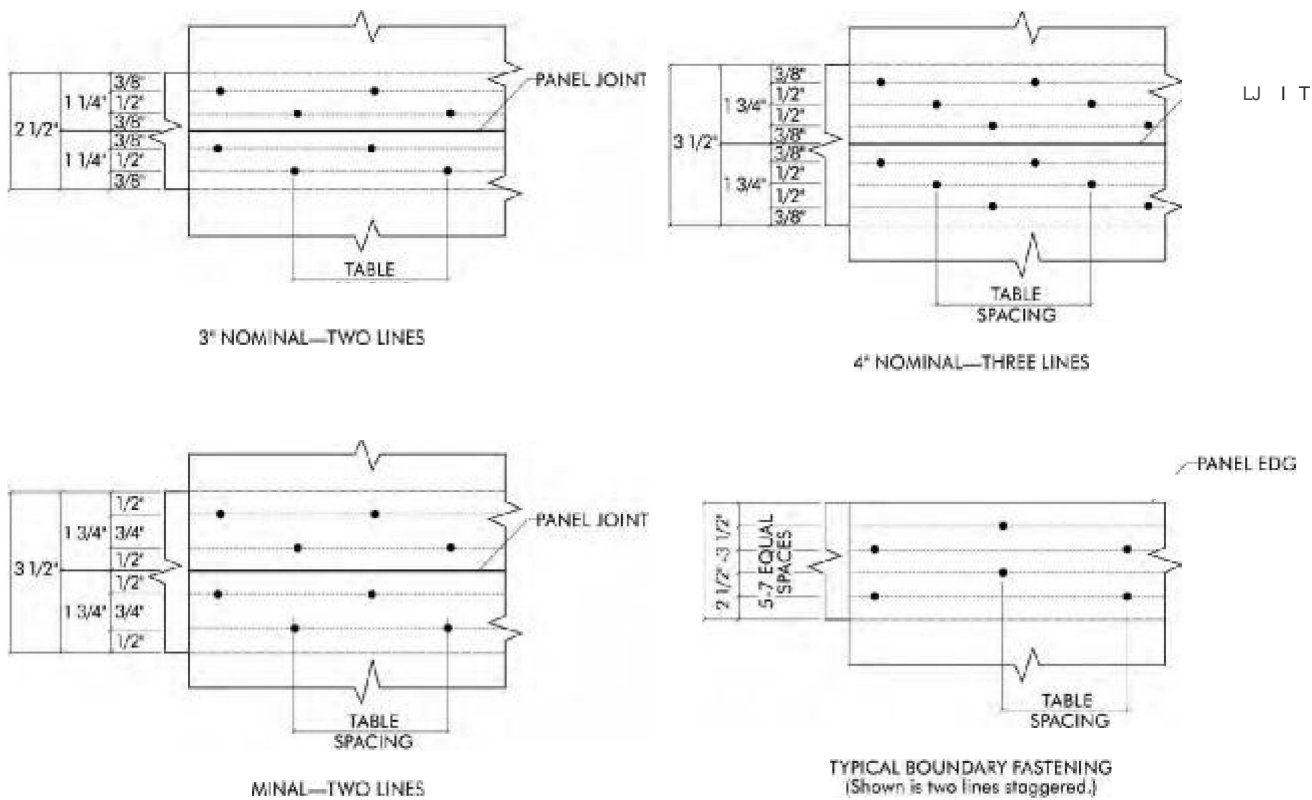 3/8"
1/2"
3/8"
3/8"
1/2"
3/8"
1 1/4"
1 1/4"
2 1/2"
PANEL JOINT
TABLE
3" NOMINAL—TWO LINES
3/8"
1/2"
1/2"
3/8"
3/8"
1/2"
1/2"
3/8"
1 3/4"
1 3/4"
3 1/2"
TABLE
SPACING
4" NOMINAL—THREE LINES
1/2"
3/4"
1/2"
1/2"
3/4"
1/2"
1 3/4"
1 3/4"
3 1/2"
PANEL JOINT
TABLE
SPACING
MINAL—TWO LINES
PANEL EDG
2 1/2" -3 1/2"
5-7 EQUAL
SPACES
TABLE
SPACING
TYPICAL BOUNDARY FASTENING
(Shown is two lines staggered.)